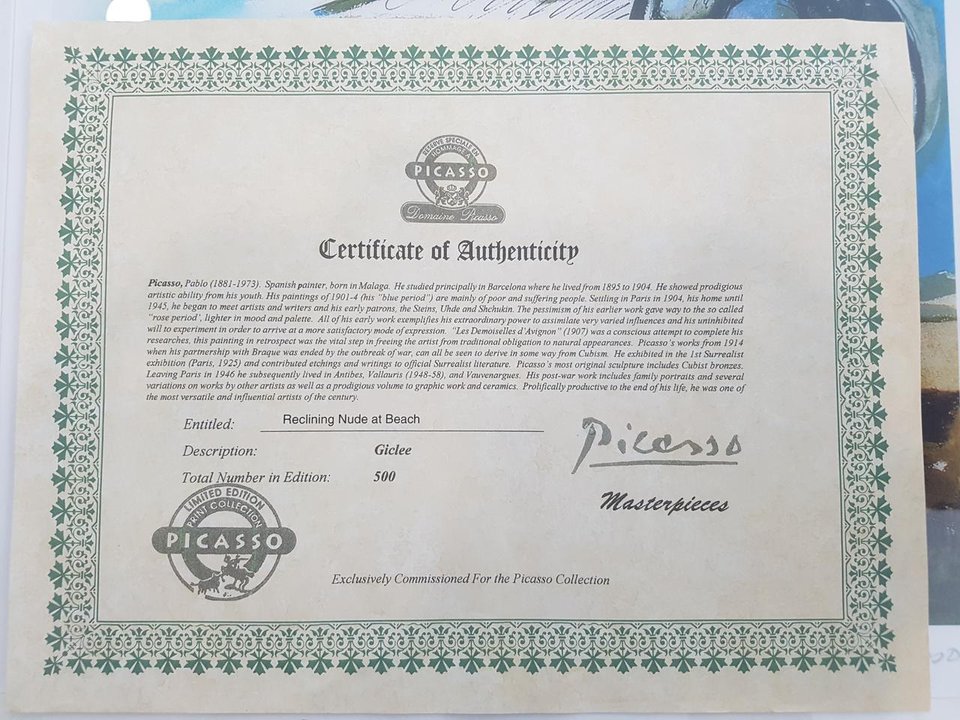 RESERVE SPECIALE EN
HOMMAGE A
PICASSO
Domaine Picasso
Certificate of Authenticity
Picasso, Pablo (1881-1973). Spanish painter, born in Malaga. He studied principally in Barcelona where he lived from 1895 to 1904. He showed prodigious
artistic ability from his youth. His paintings of 1901-4 (his "blue period") are mainly of poor and suffering people. Settling in Paris in 1904, his home until
1945, he began to meet artists and writers and his early patrons, the Steins, Uhde and Shchukin. The pessimism of his earlier work gave way to the so called
"rose period', lighter in mood and palette. All of his early work exemplifies his extraordinary power to assimilate very varied influences and his uninhibited
will to experiment in order to arrive at a more satisfactory mode of expression. "Les Demoiselles d'Avignon" (1907) was a conscious attempt to complete his
researches, this painting in retrospect was the vital step in freeing the artist from traditional obligation to natural appearances. Picasso's works from 1914
when his partnership with Braque was ended by the outbreak of war, can all be seen to derive in some way from Cubism. He exhibited in the 1st Surrealist
exhibition (Paris, 1925) and contributed etchings and writings to official Surrealist literature. Picasso's most original sculpture includes Cubist bronzes.
Leaving Paris in 1946 he subsequently lived in Antibes, Vallauris (1948-58), and Vauvenargues. His post-war work includes family portraits and several
variations on works by other artists as well as a prodigious volume to graphic work and ceramics. Prolifically productive to the end of his life, he was one of
the most versatile and influential artists of the century.
Entitled: Reclining Nude at Beach
Description: Giclee
Total Number in Edition: 500
Picasso
Masterpieces
LIMITED EDITION
PRINT COLLECTION
PICASSO
Exclusively Commissioned For the Picasso Collection